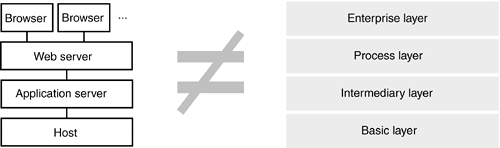 Browser Browser ...
Web server
Application server
Host
≠
Enterprise layer
Process layer
Intermediary layer
Basic layer